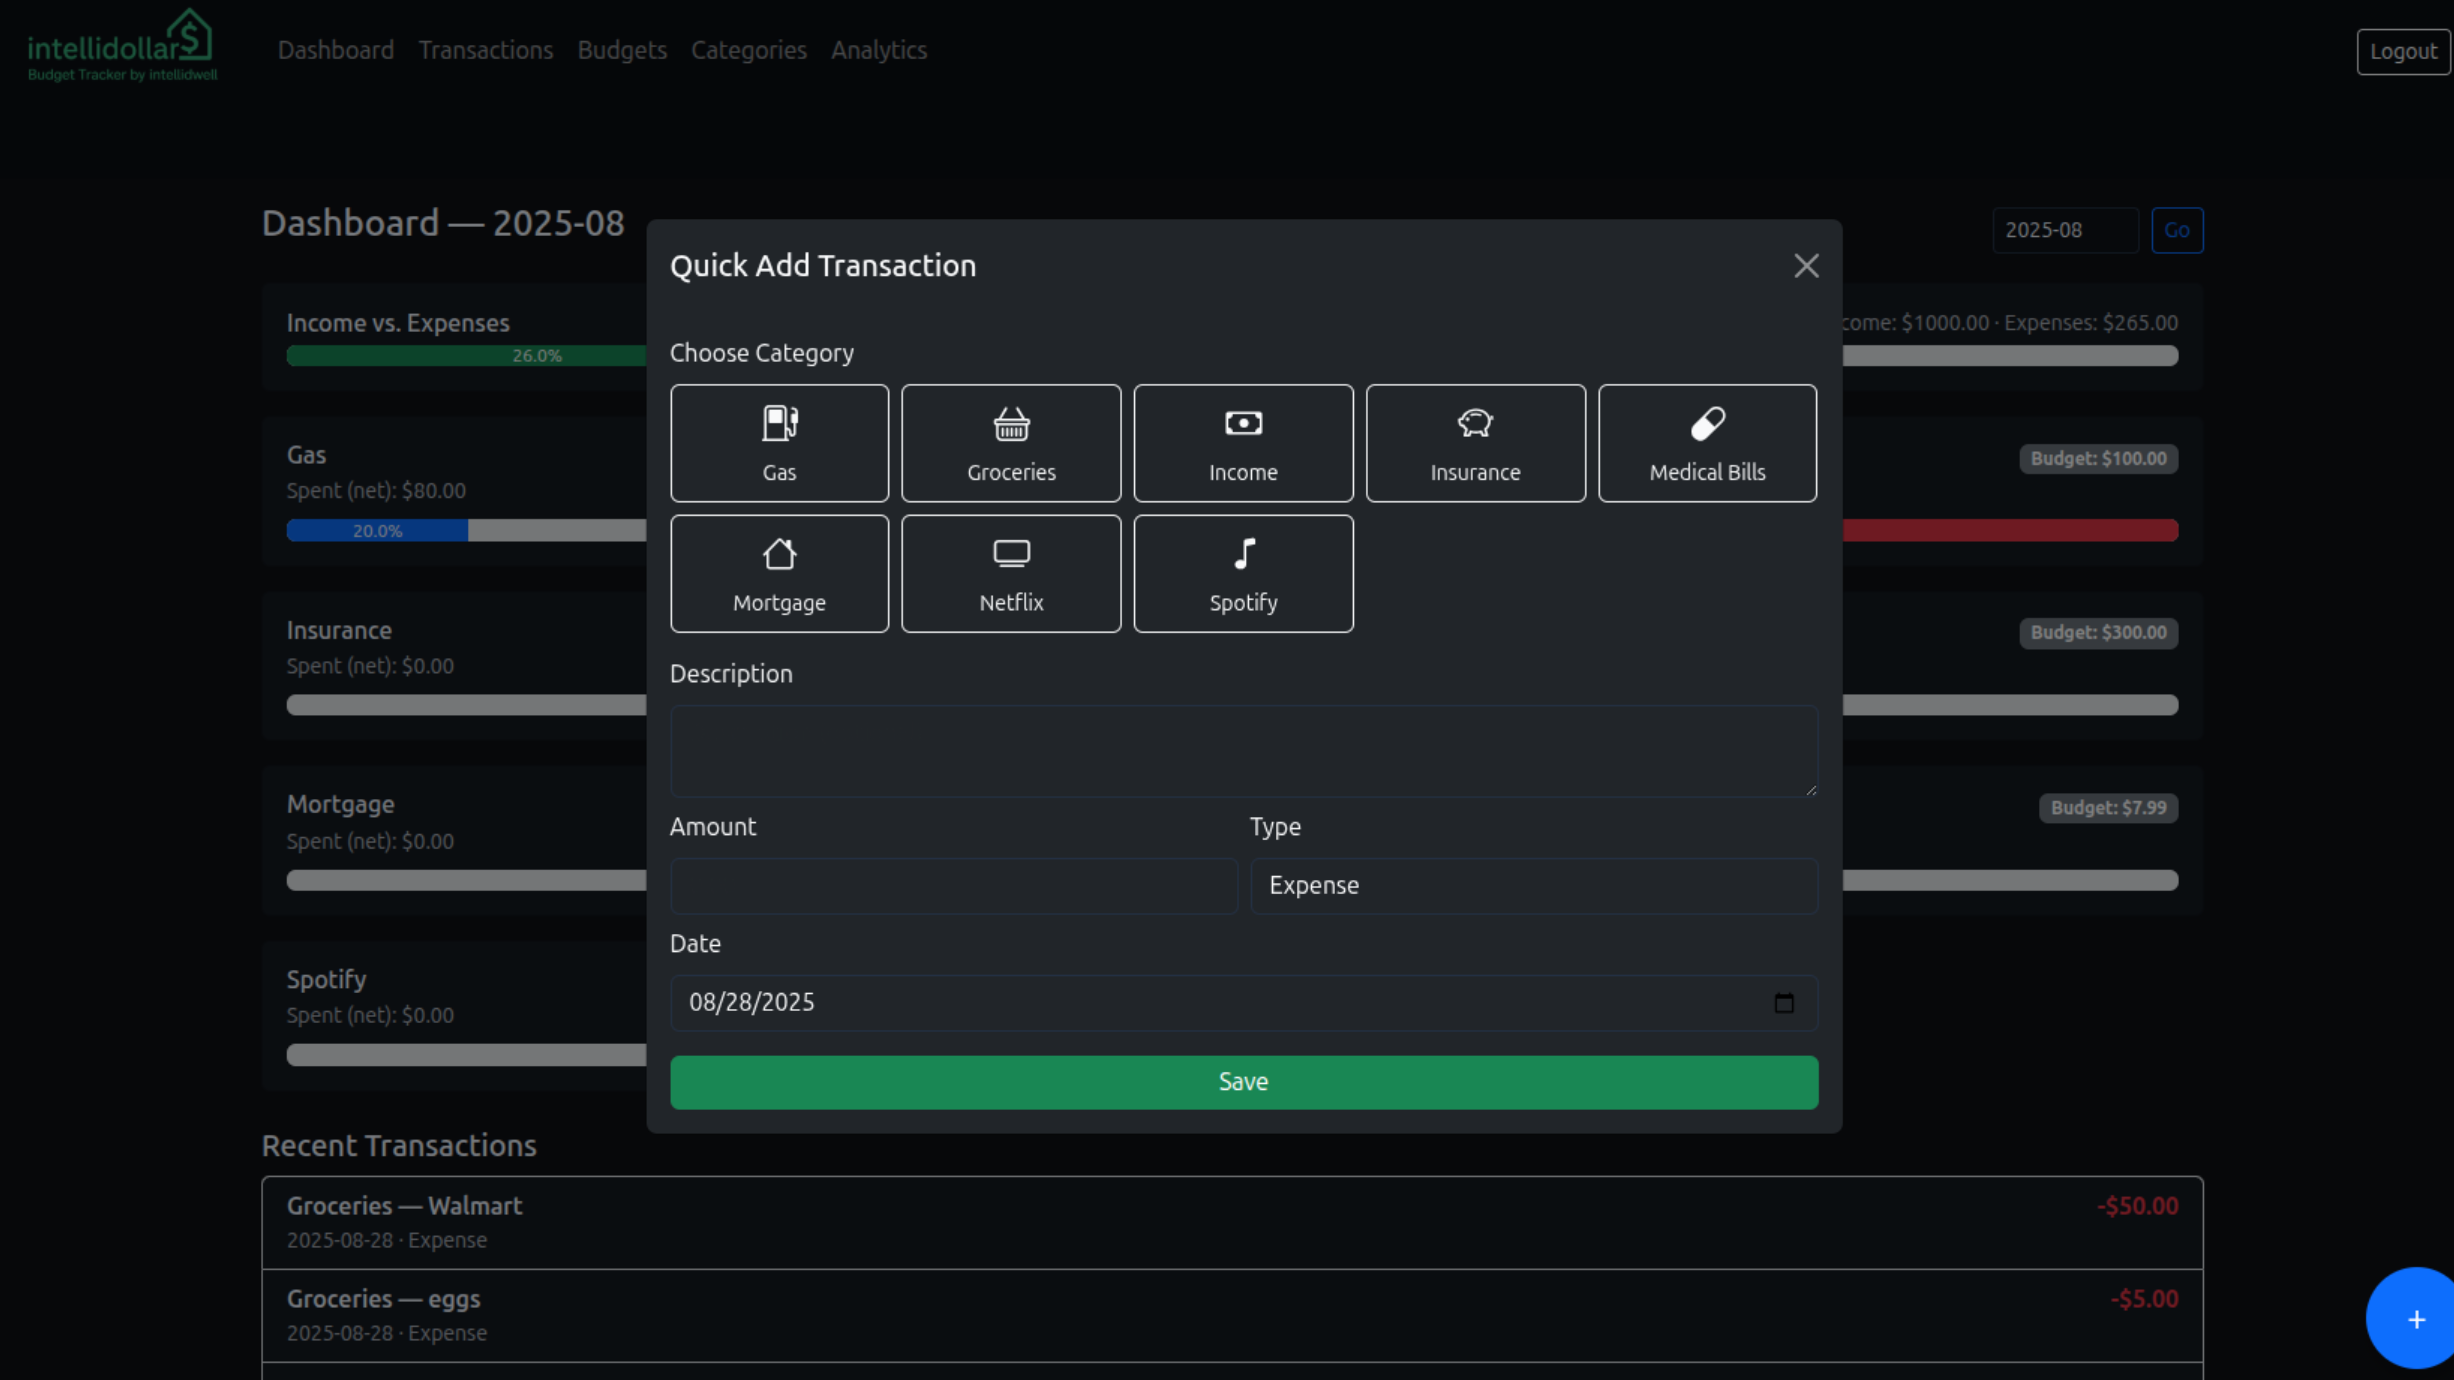 intellidollar$
Budget Tracker by intellidwell
Dashboard Transactions Budgets Categories Analytics
Logout
Dashboard — 2025-08
2025-08
Go
Income vs. Expenses
come: $1000.00 · Expenses: $265.00
26.0%
Gas
Spent (net): $80.00
20.0%
Budget: $100.00
Insurance
Spent (net): $0.00
Budget: $300.00
Mortgage
Spent (net): $0.00
Budget: $7.99
Spotify
Spent (net): $0.00
Quick Add Transaction
Choose Category
Gas
Groceries
Income
Insurance
Medical Bills
Mortgage
Netflix
Spotify
Description
Amount
Type
Expense
Date
08/28/2025
Save
Recent Transactions
Groceries — Walmart
-$50.00
2025-08-28 · Expense
Groceries — eggs
-$5.00
2025-08-28 · Expense
+